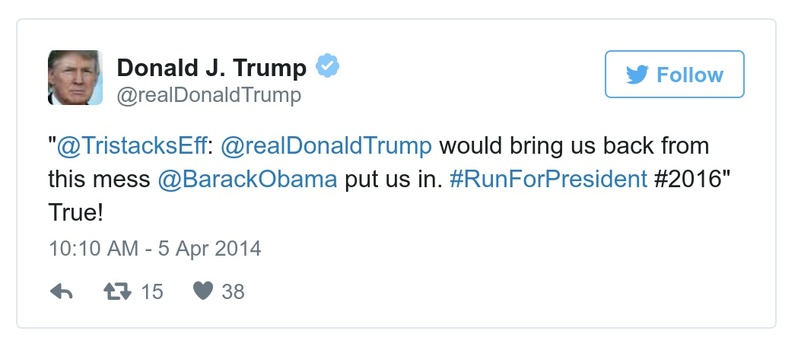 Donald J. Trump
@realDonaldTrump
Follow
"@TristacksEff: @realDonaldTrump would bring us back from
this mess @BarackObama put us in. #RunForPresident #2016"
True!
10:10 AM - 5 Apr 2014
15 38